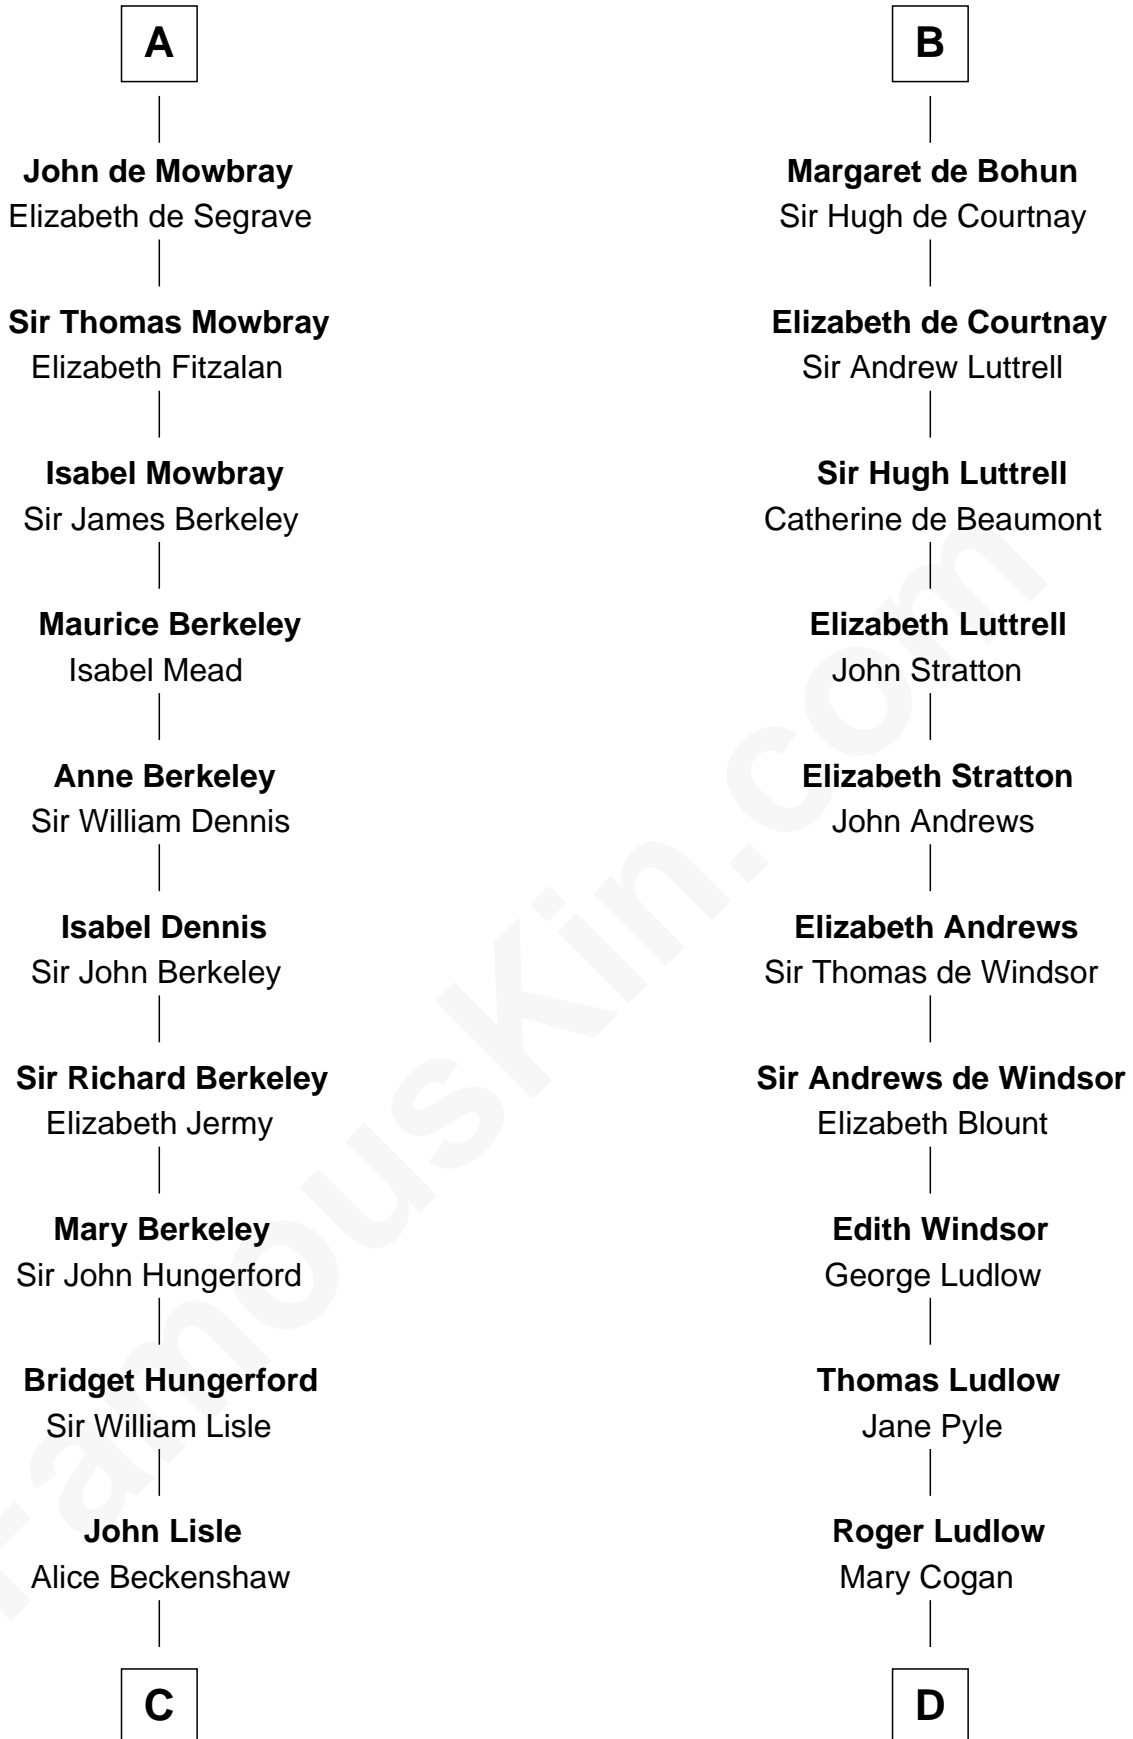 A
John de Mowbray
Elizabeth de Segrave
Sir Thomas Mowbray
Elizabeth Fitzalan
Isabel Mowbray
Sir James Berkeley
Maurice Berkeley
Isabel Mead
Anne Berkeley
Sir William Dennis
Isabel Dennis
Sir John Berkeley
Sir Richard Berkeley
Elizabeth Jermy
Mary Berkeley
Sir John Hungerford
Bridget Hungerford
Sir William Lisle
John Lisle
Alice Beckenshaw
C
B
Margaret de Bohun
Sir Hugh de Courtnay
Elizabeth de Courtnay
Sir Andrew Luttrell
Sir Hugh Luttrell
Catherine de Beaumont
Elizabeth Luttrell
John Stratton
Elizabeth Stratton
John Andrews
Elizabeth Andrews
Sir Thomas de Windsor
Sir Andrews de Windsor
Elizabeth Blount
Edith Windsor
George Ludlow
Thomas Ludlow
Jane Pyle
Roger Ludlow
Mary Cogan
D
FamousKin.com